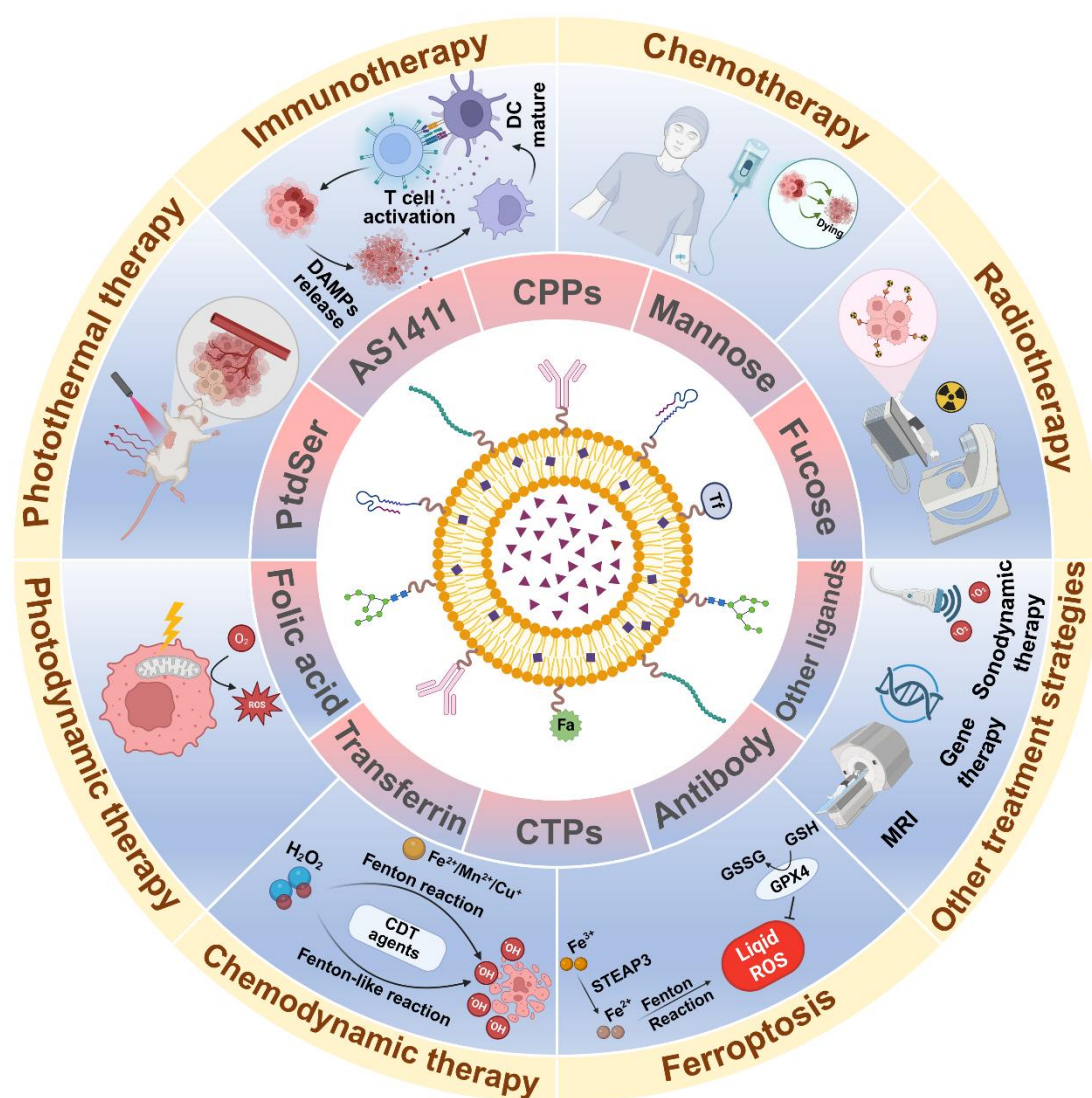 Immunotherapy
Chemotherapy
Radiotherapy
Other treatment strategies
Ferroptosis
Chemodynamic therapy
Photodynamic therapy
Photothermal therapy
DC
mature
T cell
activation
DAMPs
release
Dying
O₂
ROS
¹O₂
¹O₂
Sonodynamic
therapy
Gene
therapy
MRI
H₂O₂
Fe²⁺/Mn²⁺/Cu⁺
Fenton reaction
CDT
agents
Fenton-like reaction
·OH
·OH
·OH
·OH
·OH
GSH
GSSG
GPX4
Fe³⁺
STEAP3
Fe²⁺
Fenton
Reaction
Liqid
ROS
CPPs
Mannose
Fucose
Other ligands
Antibody
CTPs
Transferrin
Folic acid
PtdSer
AS1411
Tf
Fa